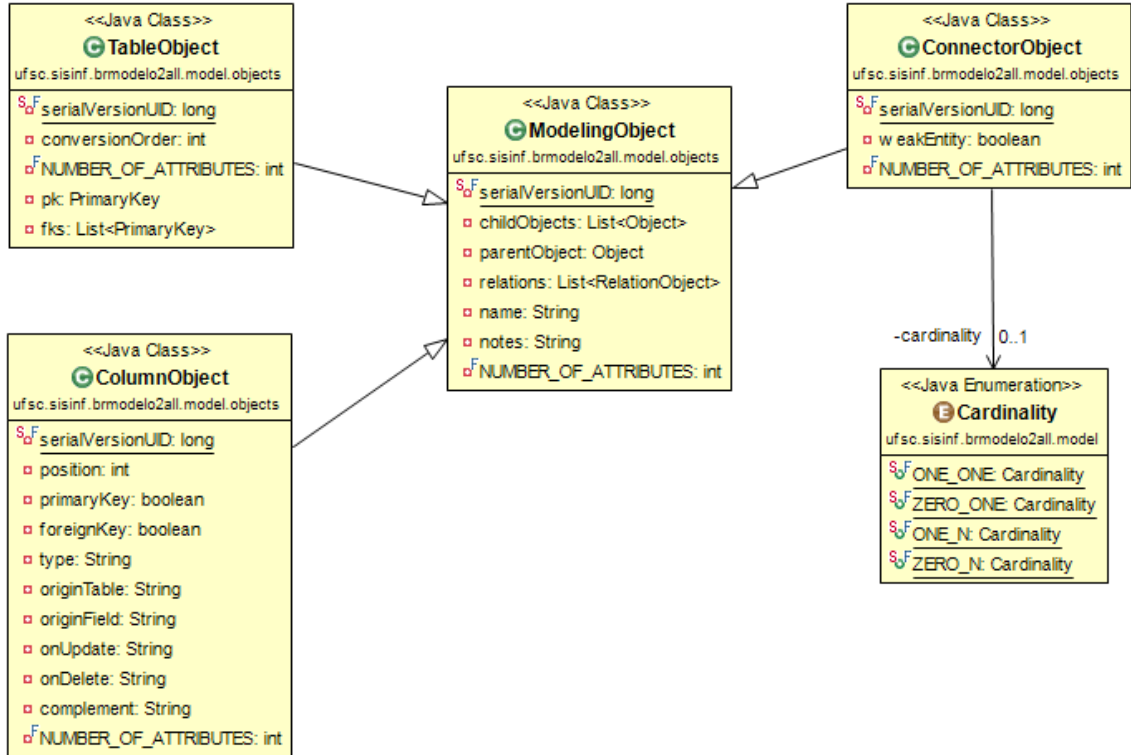 <<Java Class>>
TableObject
ufsc.sisinf.brmodelo2all.model.objects
serialVersionUID: long
conversionOrder: int
NUMBER_OF_ATTRIBUTES: int
pk: PrimaryKey
fks: List<PrimaryKey>
<<Java Class>>
ModelingObject
ufsc.sisinf.brmodelo2all.model.objects
serialVersionUID: long
childObjects: List<Object>
parentObject: Object
relations: List<RelationObject>
name: String
notes: String
NUMBER_OF_ATTRIBUTES: int
<<Java Class>>
ConnectorObject
ufsc.sisinf.brmodelo2all.model.objects
serialVersionUID: long
weakEntity: boolean
NUMBER_OF_ATTRIBUTES: int
<<Java Class>>
ColumnObject
ufsc.sisinf.brmodelo2all.model.objects
serialVersionUID: long
position: int
primaryKey: boolean
foreignKey: boolean
type: String
originTable: String
originField: String
onUpdate: String
onDelete: String
complement: String
NUMBER_OF_ATTRIBUTES: int
-cardinality 0..1
<<Java Enumeration>>
Cardinality
ufsc.sisinf.brmodelo2all.model
ONE_ONE: Cardinality
ZERO_ONE: Cardinality
ONE_N: Cardinality
ZERO_N: Cardinality